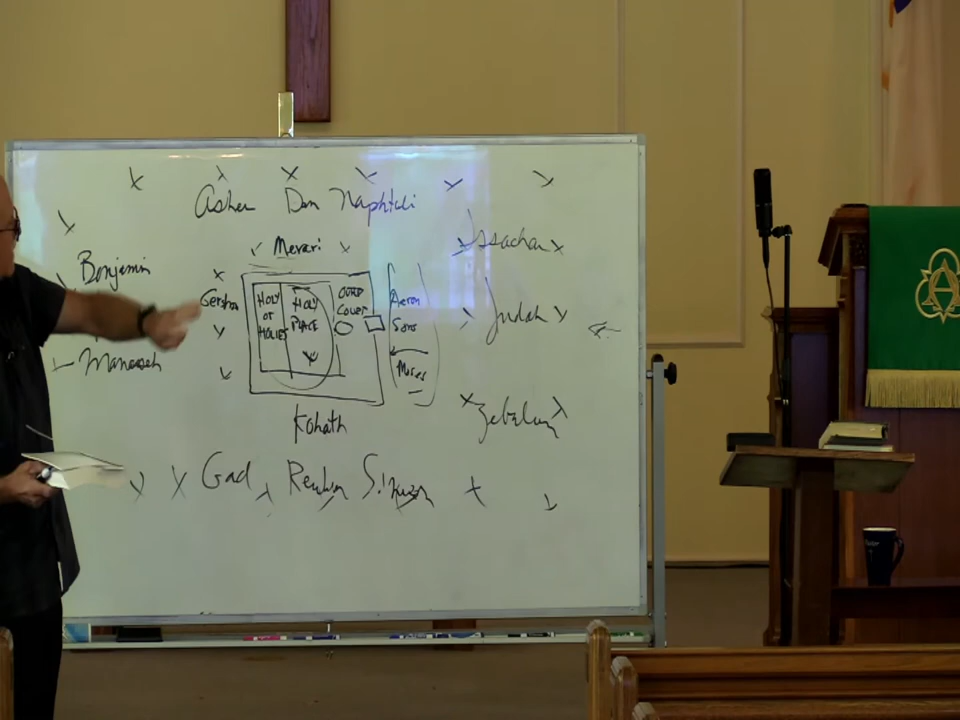 Asher Dan Naphtali
Issachar
Merari
Benjamin
Gershon
HOLY OF HOLIES
HOLY PLACE
OUTER COURT
Aaron
Sons
Moses
Judah
Manasseh
Kohath
Zebulun
Gad Reuben Simeon